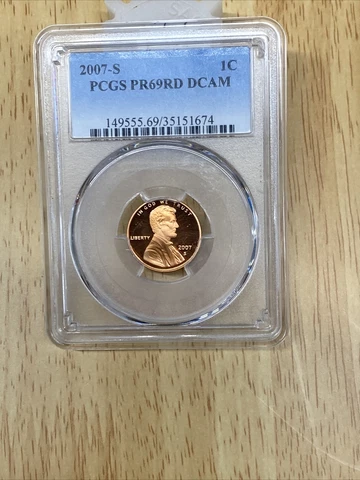 2007-S 1C
PCGS PR69RD DCAM
149555.69/35151674
IN GOD WE TRUST
LIBERTY
2007
S